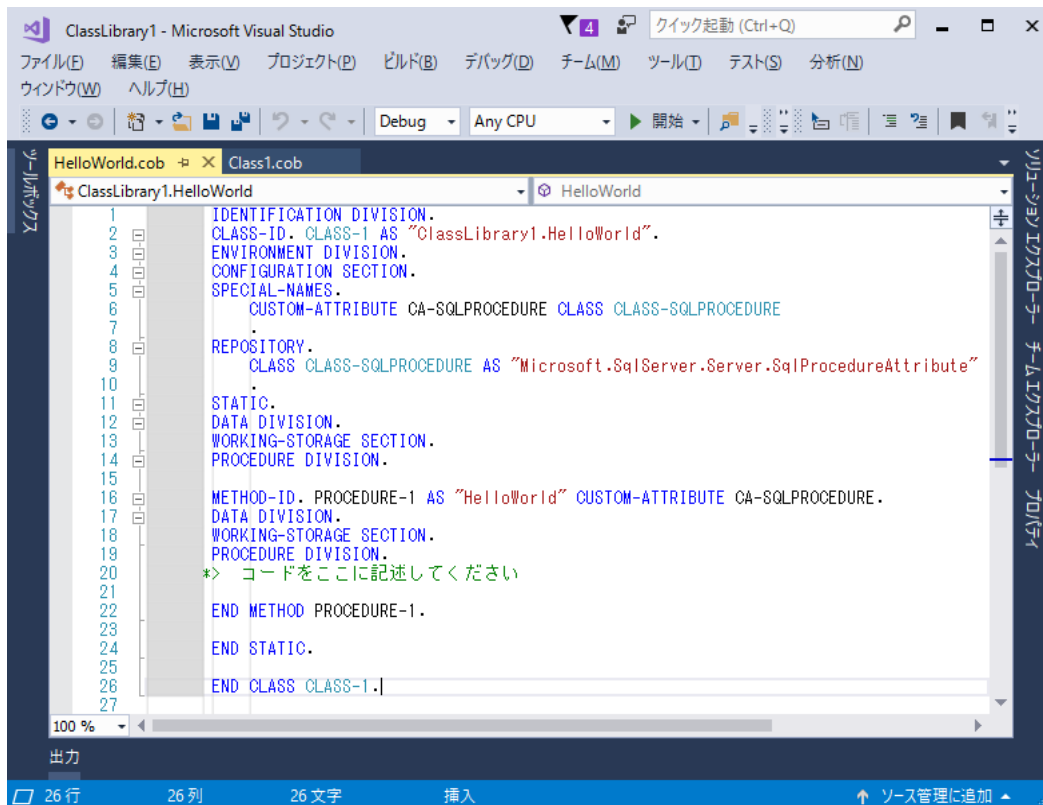 ClassLibrary1 - Microsoft Visual Studio
4
クイック起動 (Ctrl+Q)
ファイル(F) 編集(E) 表示(V) プロジェクト(P) ビルド(B) デバッグ(D) チーム(M) ツール(T) テスト(S) 分析(N)
ウィンドウ(W) ヘルプ(H)
Debug Any CPU 開始
ツールボックス
HelloWorld.cob Class1.cob
ClassLibrary1.HelloWorld HelloWorld
1 IDENTIFICATION DIVISION.
2 CLASS-ID. CLASS-1 AS "ClassLibrary1.HelloWorld".
3 ENVIRONMENT DIVISION.
4 CONFIGURATION SECTION.
5 SPECIAL-NAMES.
6 CUSTOM-ATTRIBUTE CA-SQLPROCEDURE CLASS CLASS-SQLPROCEDURE
7 .
8 REPOSITORY.
9 CLASS CLASS-SQLPROCEDURE AS "Microsoft.SqlServer.Server.SqlProcedureAttribute"
10 .
11 STATIC.
12 DATA DIVISION.
13 WORKING-STORAGE SECTION.
14 PROCEDURE DIVISION.
15
16 METHOD-ID. PROCEDURE-1 AS "HelloWorld" CUSTOM-ATTRIBUTE CA-SQLPROCEDURE.
17 DATA DIVISION.
18 WORKING-STORAGE SECTION.
19 PROCEDURE DIVISION.
20 *> コードをここに記述してください
21
22 END METHOD PROCEDURE-1.
23
24 END STATIC.
25
26 END CLASS CLASS-1.
27
100 %
ソリューション エクスプローラー
チーム エクスプローラー
プロパティ
出力
26 行 26 列 26 文字 挿入 ソース管理に追加